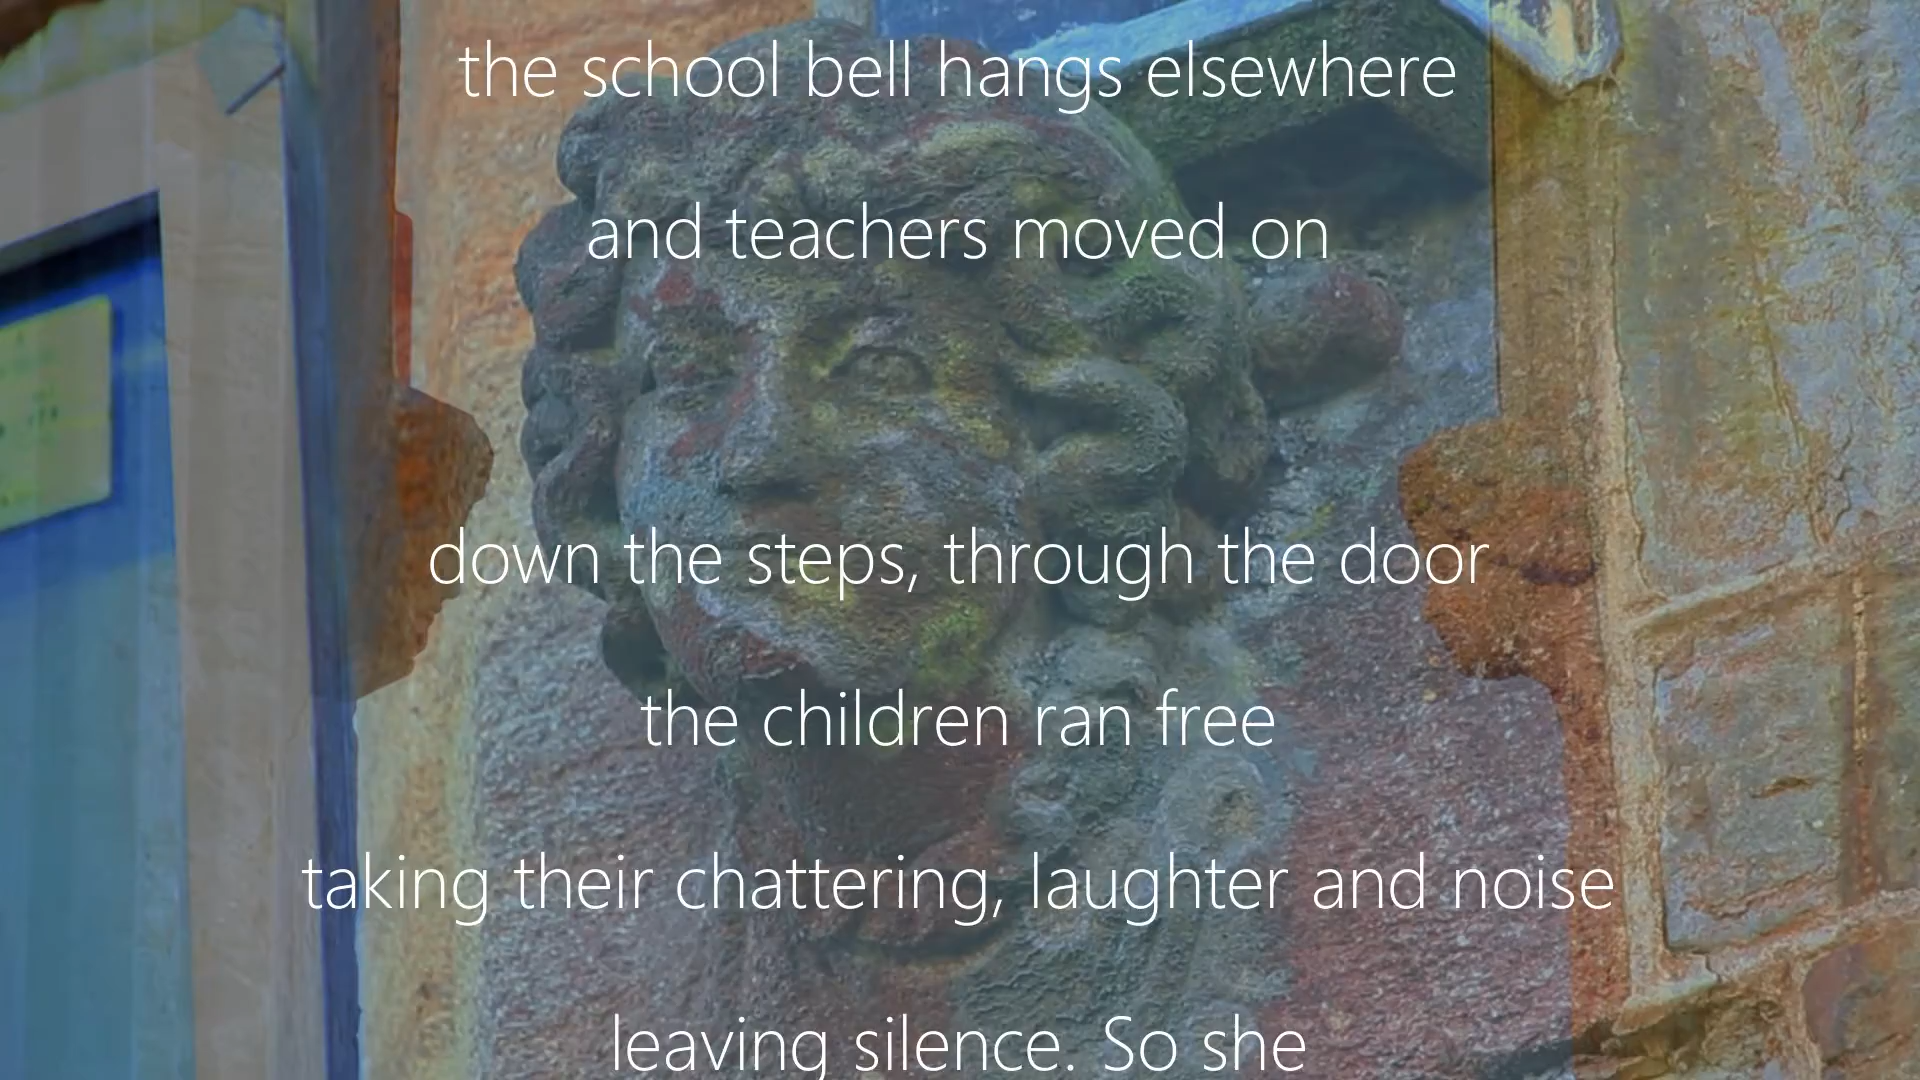 the school bell hangs elsewhere
and teachers moved on
down the steps, through the door
the children ran free
taking their chattering, laughter and noise
leaving silence. So she